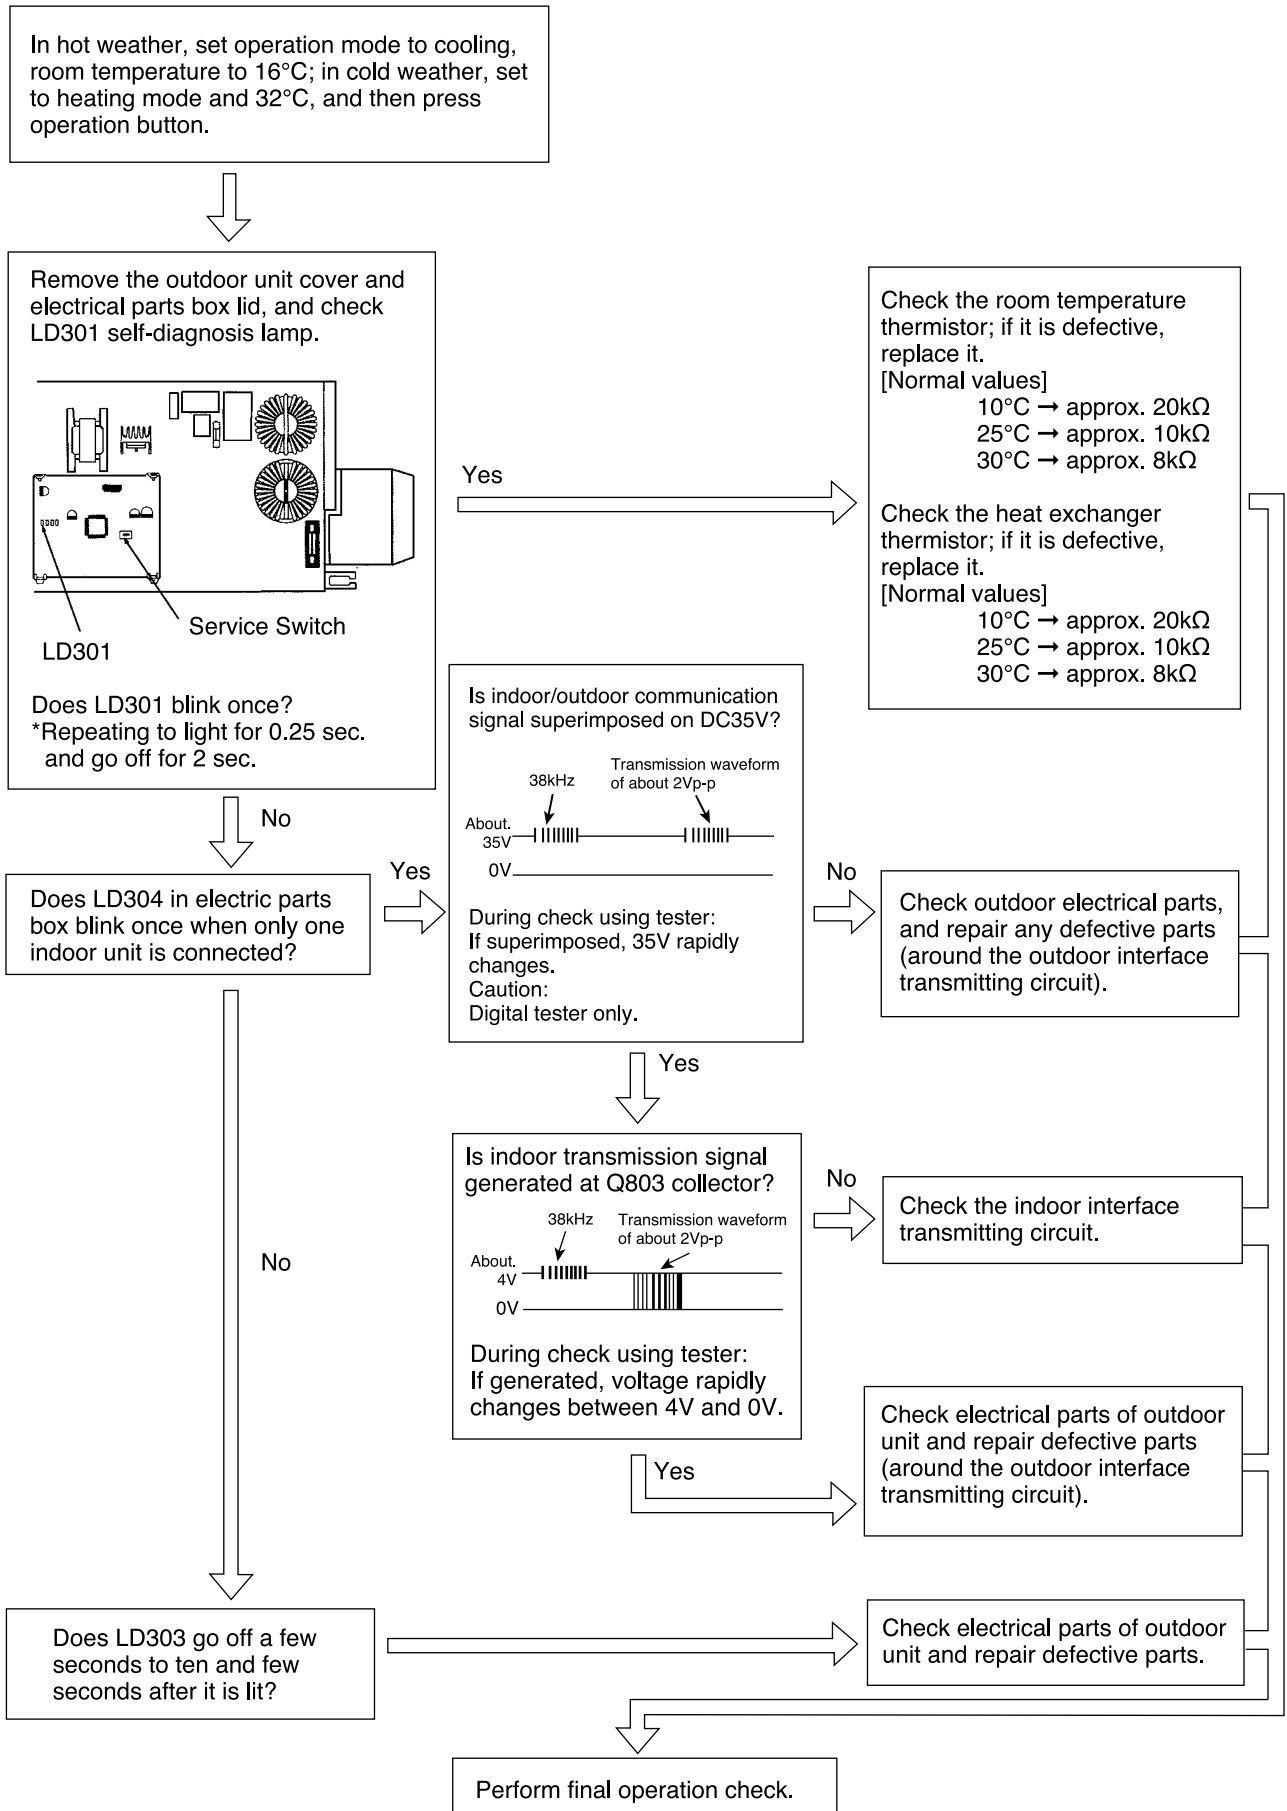 In hot weather, set operation mode to cooling,
room temperature to 16°C; in cold weather, set
to heating mode and 32°C, and then press
operation button.
Remove the outdoor unit cover and
electrical parts box lid, and check
LD301 self-diagnosis lamp.
Service Switch
LD301
Does LD301 blink once?
*Repeating to light for 0.25 sec.
and go off for 2 sec.
Yes
Check the room temperature
thermistor; if it is defective,
replace it.
[Normal values]
10°C → approx. 20kΩ
25°C → approx. 10kΩ
30°C → approx. 8kΩ
Check the heat exchanger
thermistor; if it is defective,
replace it.
[Normal values]
10°C → approx. 20kΩ
25°C → approx. 10kΩ
30°C → approx. 8kΩ
No
Does LD304 in electric parts
box blink once when only one
indoor unit is connected?
Yes
Is indoor/outdoor communication
signal superimposed on DC35V?
38kHz
Transmission waveform
of about 2Vp-p
About.
35V
0V
During check using tester:
If superimposed, 35V rapidly
changes.
Caution:
Digital tester only.
No
Check outdoor electrical parts,
and repair any defective parts
(around the outdoor interface
transmitting circuit).
Yes
Is indoor transmission signal
generated at Q803 collector?
38kHz
Transmission waveform
of about 2Vp-p
About.
4V
0V
During check using tester:
If generated, voltage rapidly
changes between 4V and 0V.
No
Check the indoor interface
transmitting circuit.
Yes
Check electrical parts of outdoor
unit and repair defective parts
(around the outdoor interface
transmitting circuit).
No
Does LD303 go off a few
seconds to ten and few
seconds after it is lit?
Check electrical parts of outdoor
unit and repair defective parts.
Perform final operation check.